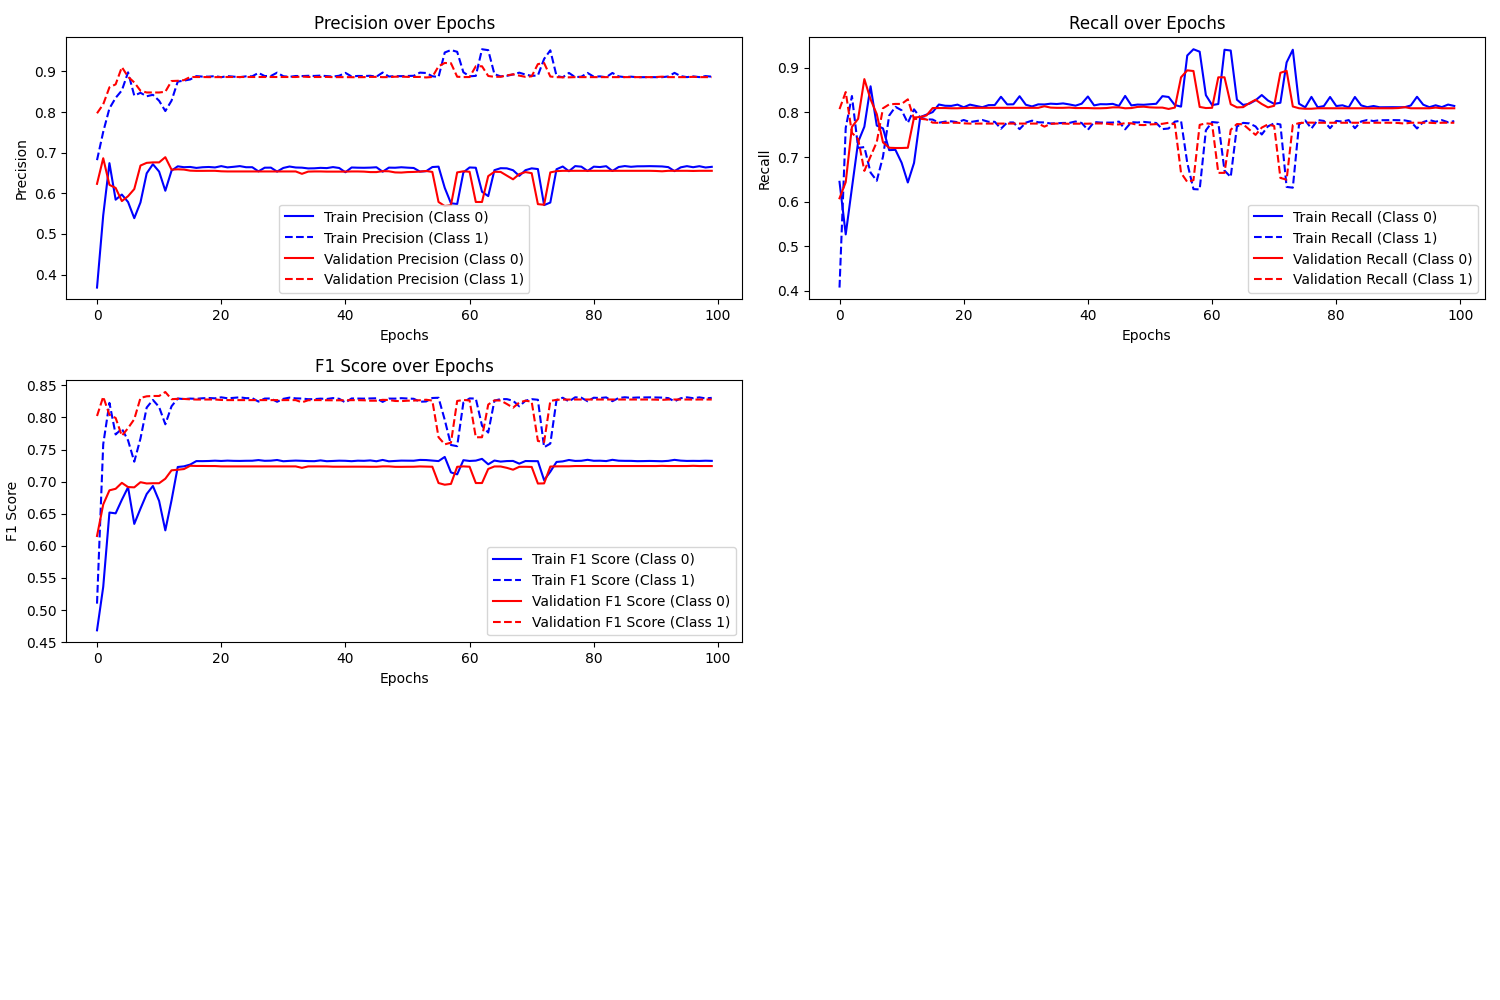 Precision over Epochs
Precision
0.9
0.8
0.7
0.6
0.5
0.4
Train Precision (Class 0)
Train Precision (Class 1)
Validation Precision (Class 0)
Validation Precision (Class 1)
0 20 40 60 80 100
Epochs
Recall over Epochs
Recall
0.9
0.8
0.7
0.6
0.5
0.4
Train Recall (Class 0)
Train Recall (Class 1)
Validation Recall (Class 0)
Validation Recall (Class 1)
0 20 40 60 80 100
Epochs
F1 Score over Epochs
F1 Score
0.85
0.80
0.75
0.70
0.65
0.60
0.55
0.50
0.45
Train F1 Score (Class 0)
Train F1 Score (Class 1)
Validation F1 Score (Class 0)
Validation F1 Score (Class 1)
0 20 40 60 80 100
Epochs